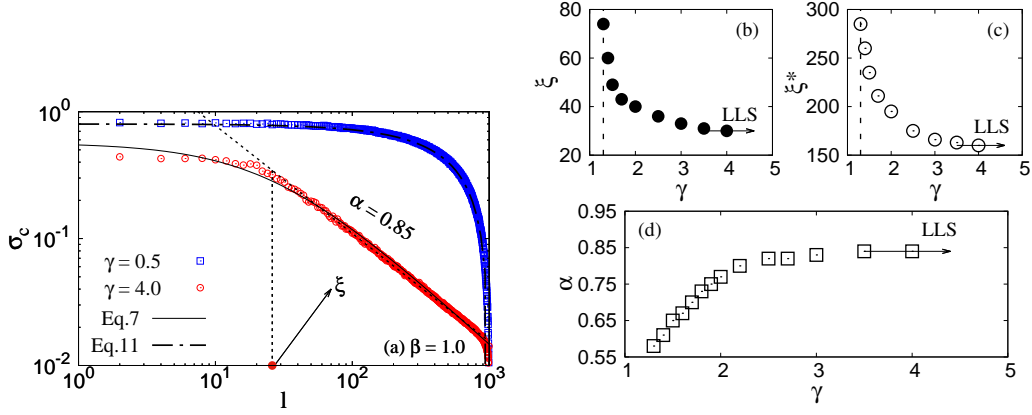 10⁰
10⁻¹
10⁻²
σc
γ = 0.5
γ = 4.0
Eq.7
Eq.11
α = 0.85
ξ
(a) β = 1.0
10⁰ 10¹ 10² 10³
l
80
60
40
20
ξ
(b)
LLS
1 2 3 4 5
γ
300
250
200
150
ξ*
(c)
LLS
1 2 3 4 5
γ
0.95
0.85
0.75
0.65
0.55
α
(d)
LLS
1 2 3 4 5
γ